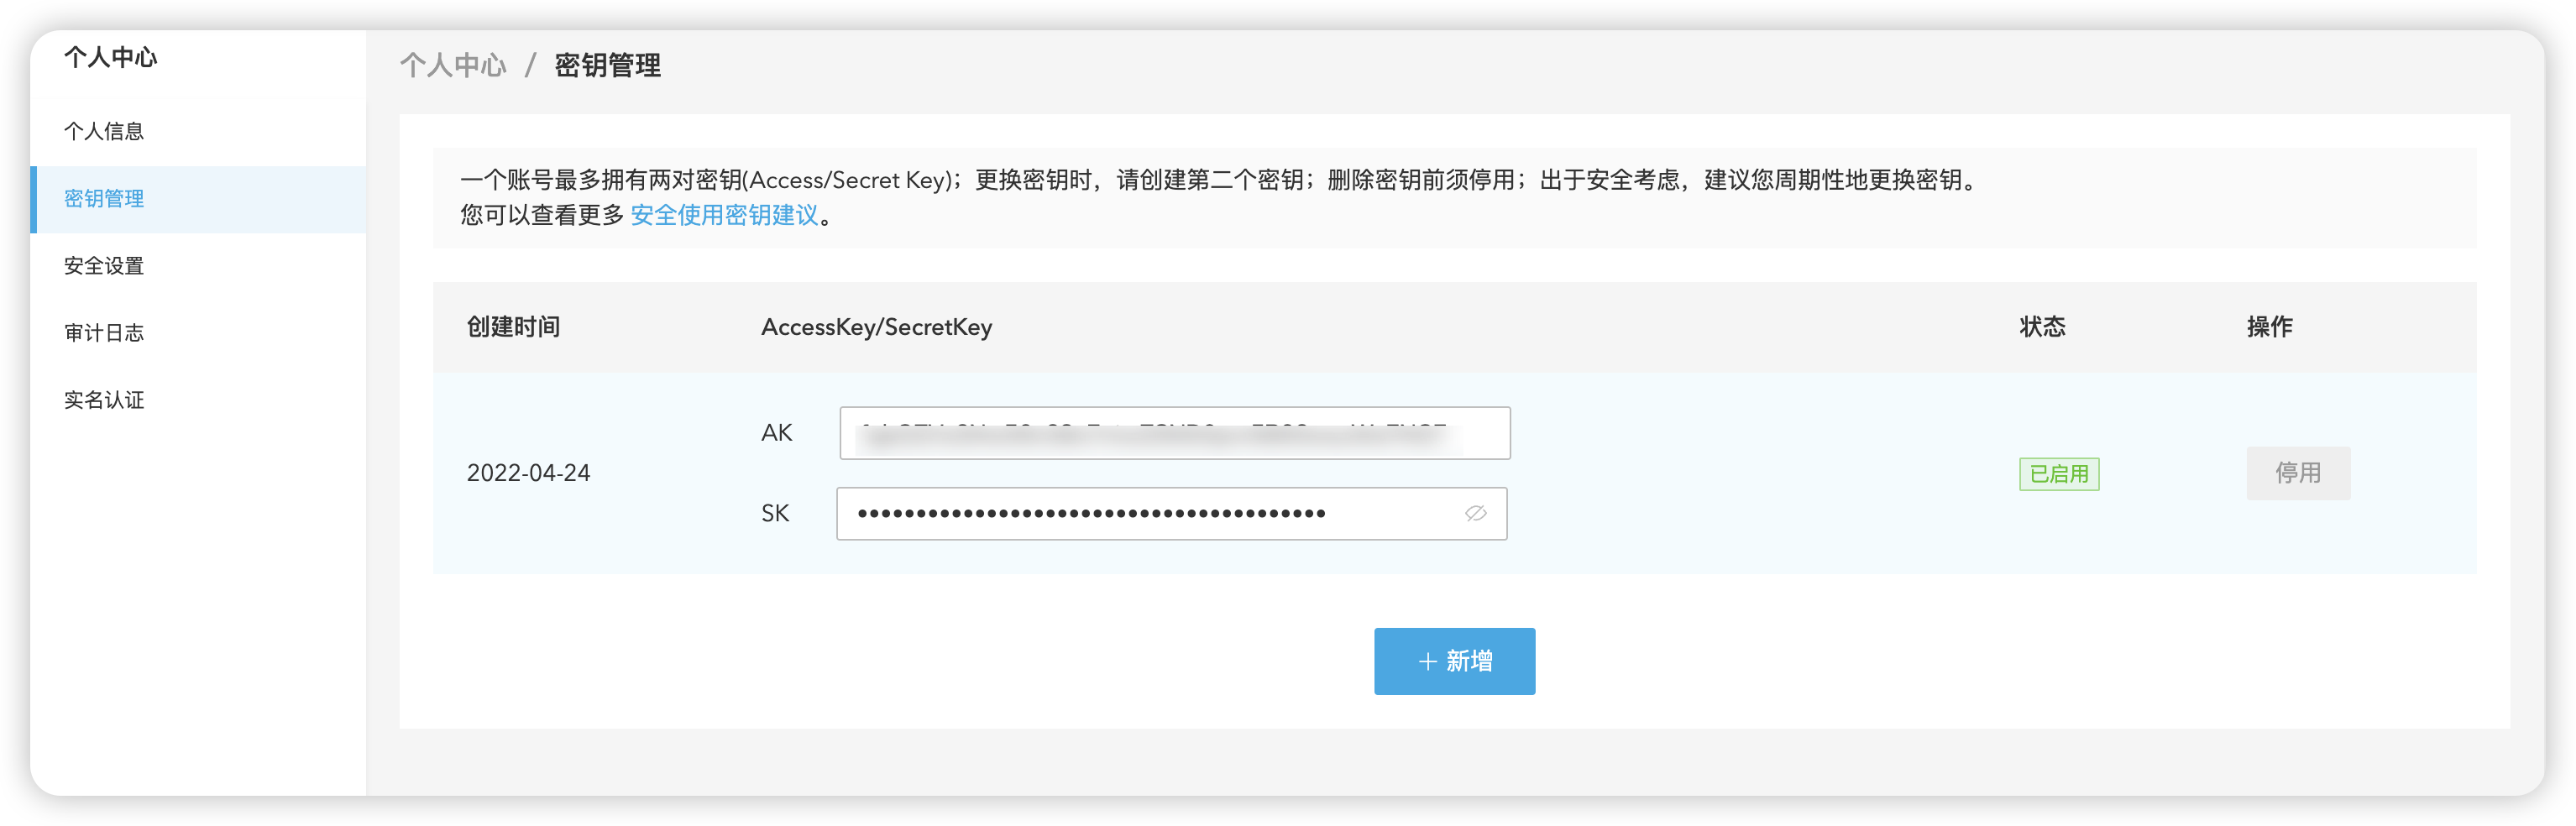 个人中心
个人信息
密钥管理
安全设置
审计日志
实名认证
个人中心 / 密钥管理
一个账号最多拥有两对密钥(Access/Secret Key)；更换密钥时，请创建第二个密钥；删除密钥前须停用；出于安全考虑，建议您周期性地更换密钥。
您可以查看更多 安全使用密钥建议。
创建时间 AccessKey/SecretKey 状态 操作
AK
2022-04-24 已启用 停用
SK ••••••••••••••••••••••••••••••••••••••••
+ 新增